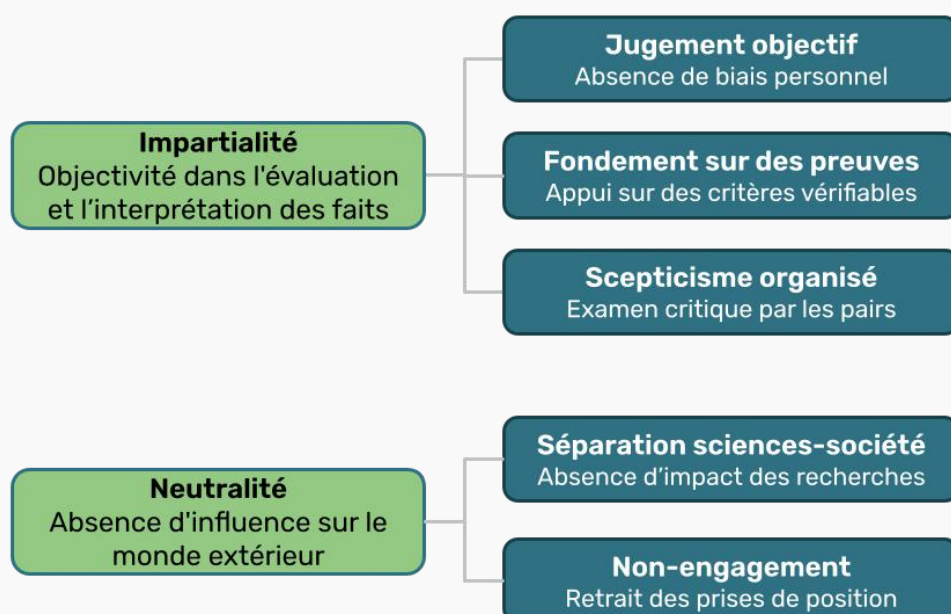 Impartialité
Objectivité dans l'évaluation
et l’interprétation des faits
Jugement objectif
Absence de biais personnel
Fondement sur des preuves
Appui sur des critères vérifiables
Scepticisme organisé
Examen critique par les pairs
Neutralité
Absence d'influence sur le
monde extérieur
Séparation sciences-société
Absence d’impact des recherches
Non-engagement
Retrait des prises de position